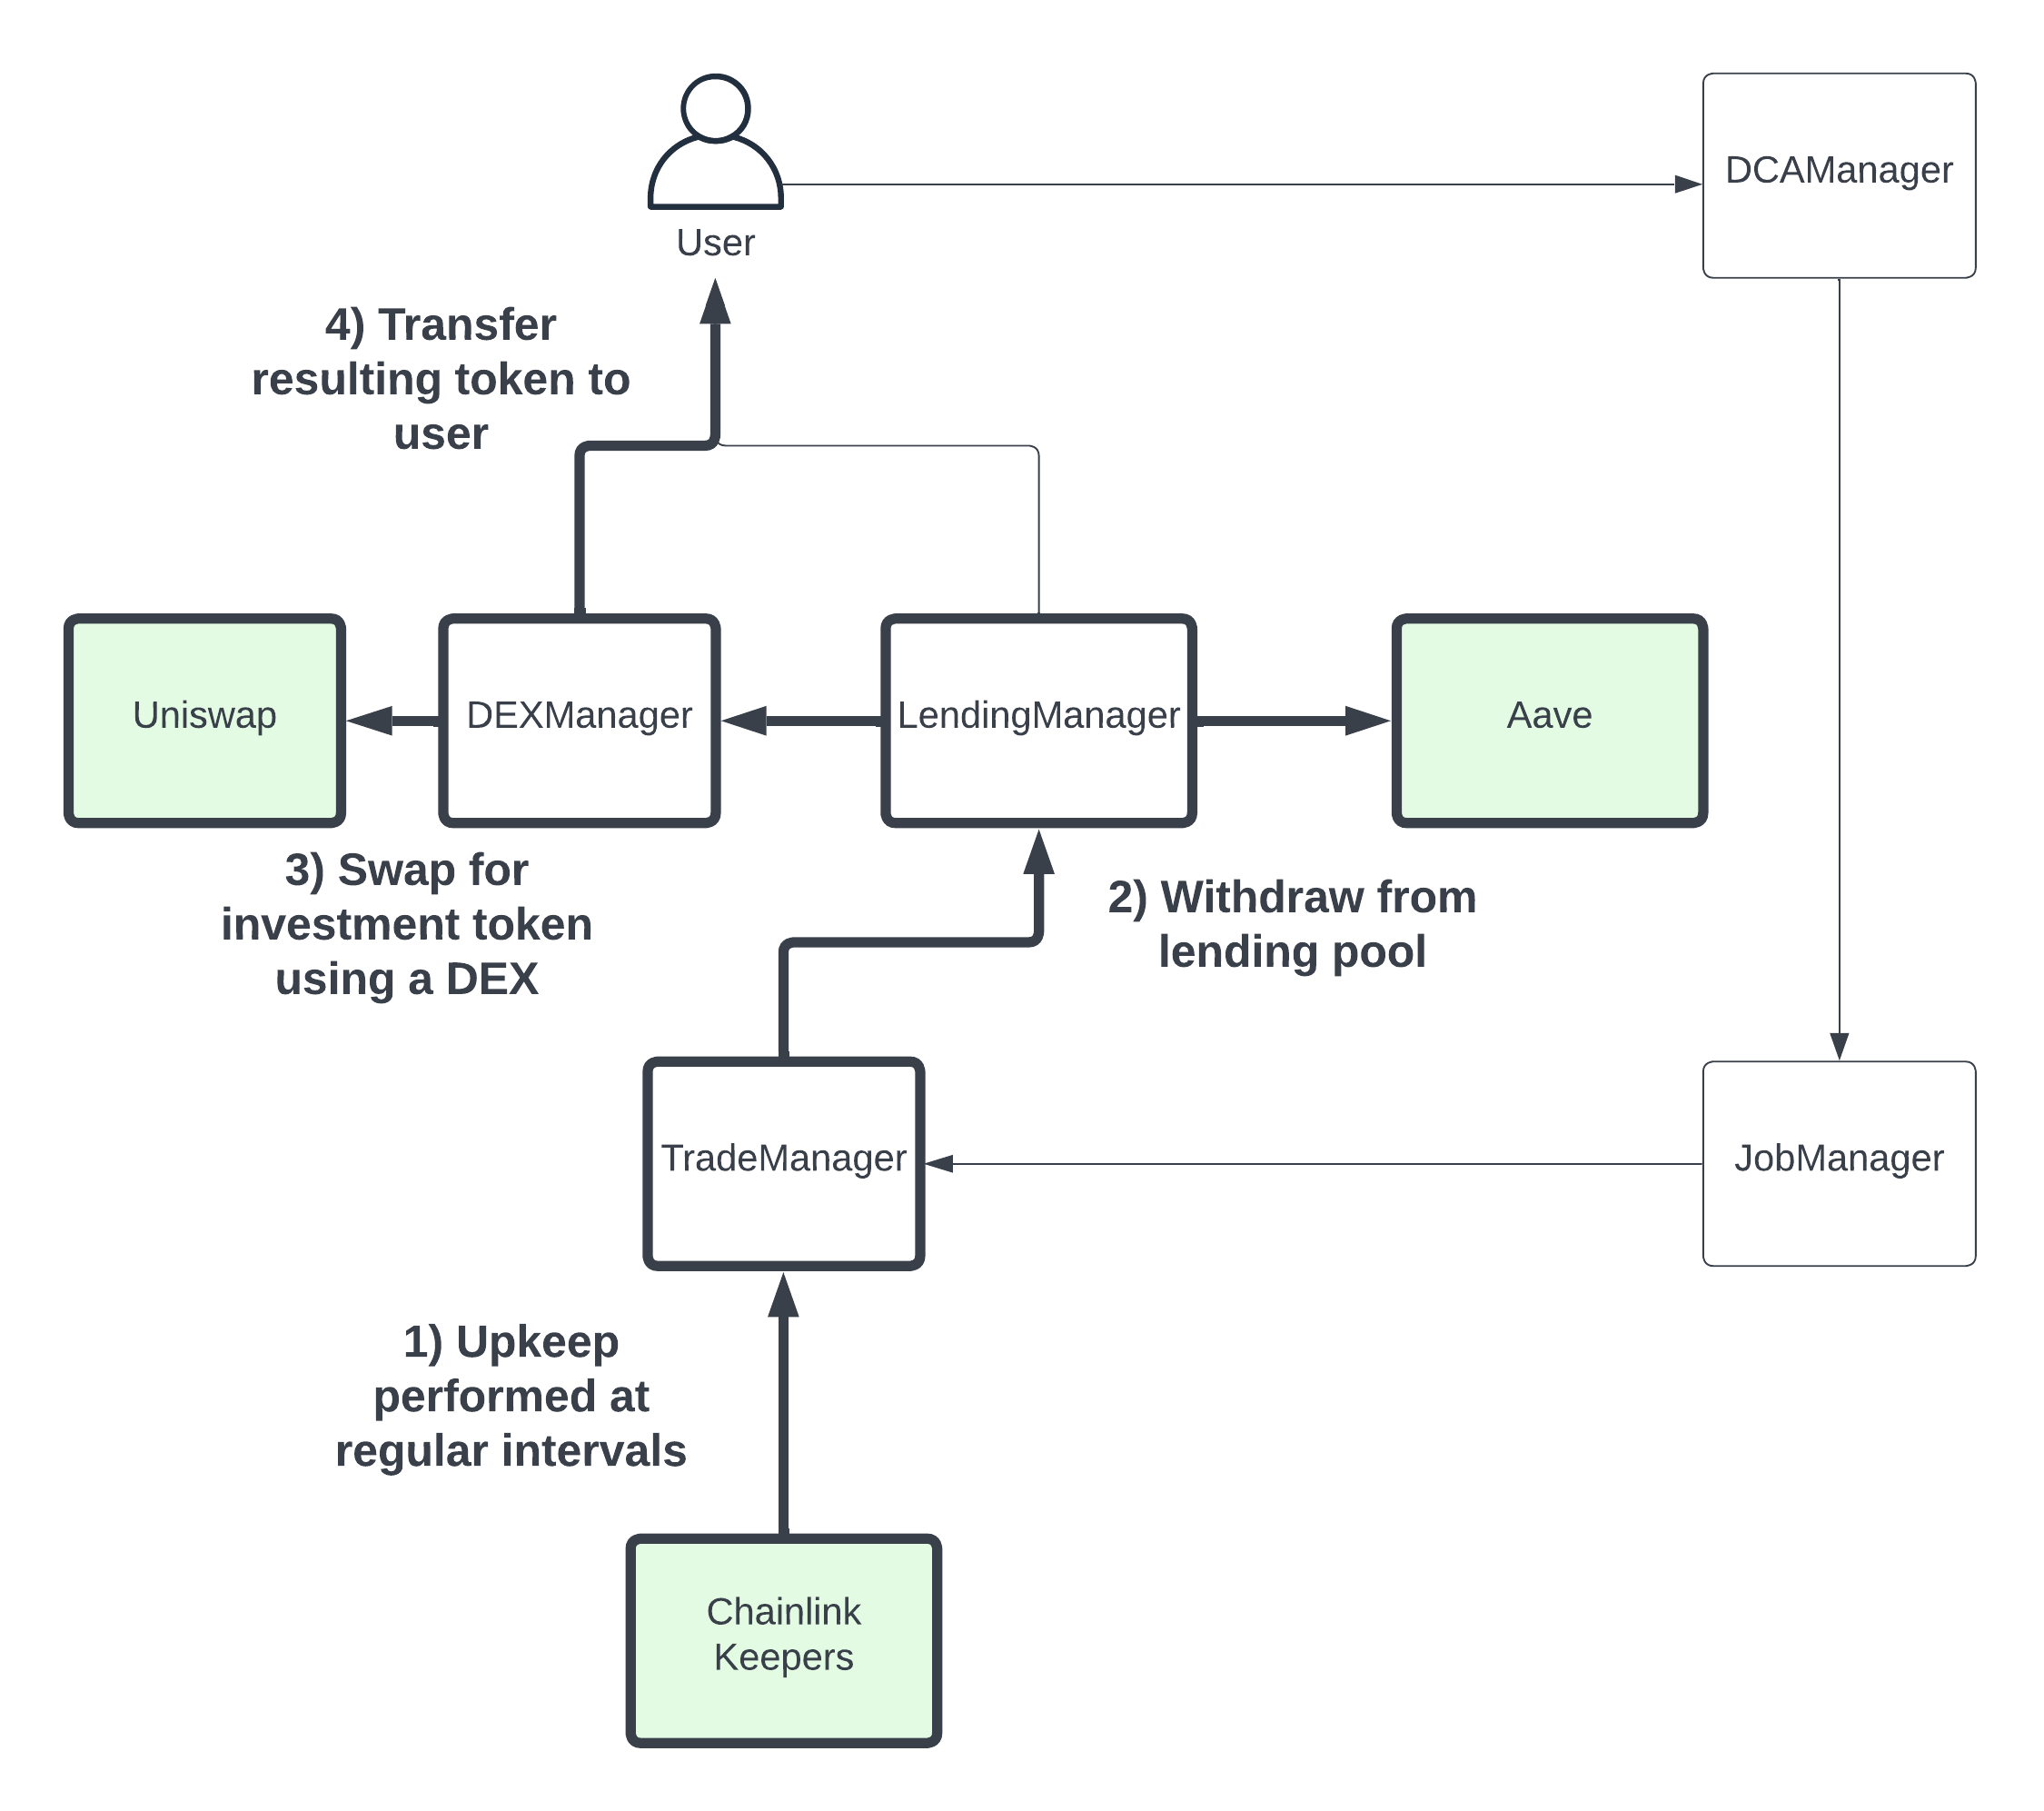 DCAManager
User
4) Transfer
resulting token to
user
Uniswap
DEXManager
LendingManager
Aave
3) Swap for
investment token
using a DEX
2) Withdraw from
lending pool
TradeManager
JobManager
1) Upkeep
performed at
regular intervals
Chainlink
Keepers